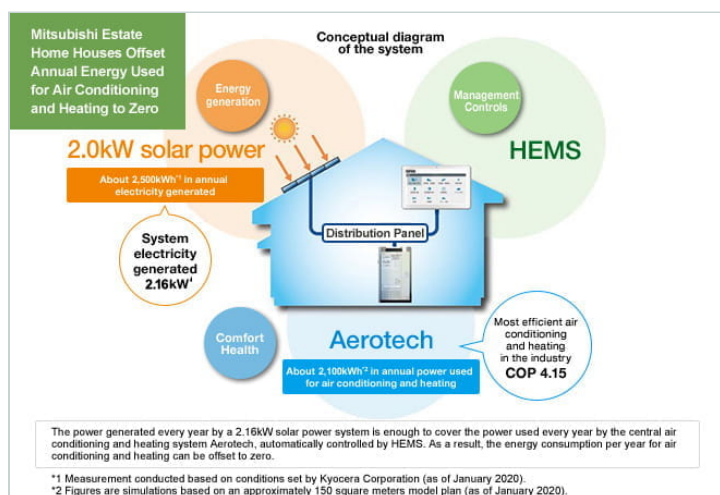 Mitsubishi Estate
Home Houses Offset
Annual Energy Used
for Air Conditioning
and Heating to Zero
Conceptual diagram
of the system
Energy
generation
Management
Controls
2.0kW solar power
HEMS
About 2,500kWh*1 in annual
electricity generated
Distribution Panel
System
electricity
generated
2.16kW
Comfort
Health
Aerotech
About 2,100kWh*2 in annual power used
for air conditioning and heating
Most efficient air
conditioning
and heating
in the industry
COP 4.15
The power generated every year by a 2.16kW solar power system is enough to cover the power used every year by the central air
conditioning and heating system Aerotech, automatically controlled by HEMS. As a result, the energy consumption per year for air
conditioning and heating can be offset to zero.
*1 Measurement conducted based on conditions set by Kyocera Corporation (as of January 2020).
*2 Figures are simulations based on an approximately 150 square meters model plan (as of January 2020).